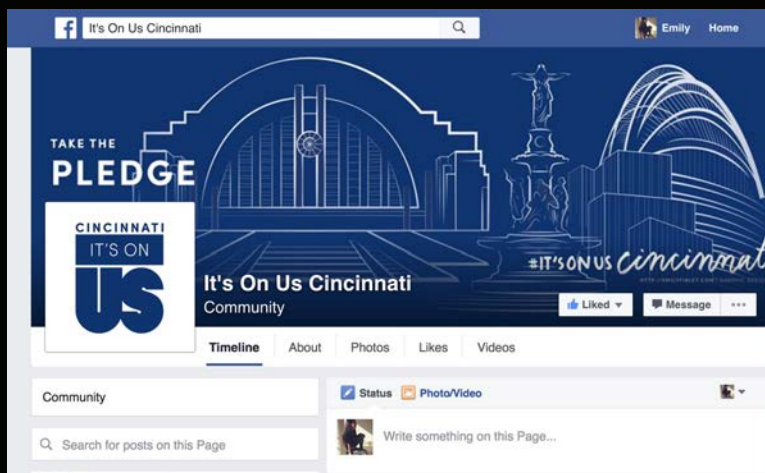 It's On Us Cincinnati
Emily Home
TAKE THE
PLEDGE
CINCINNATI
IT'S ON
US
#IT'SONUS cincinnati
It's On Us Cincinnati
Community
Liked
Message
Timeline About Photos Likes Videos
Community
Status Photo/Video
Search for posts on this Page
Write something on this Page...